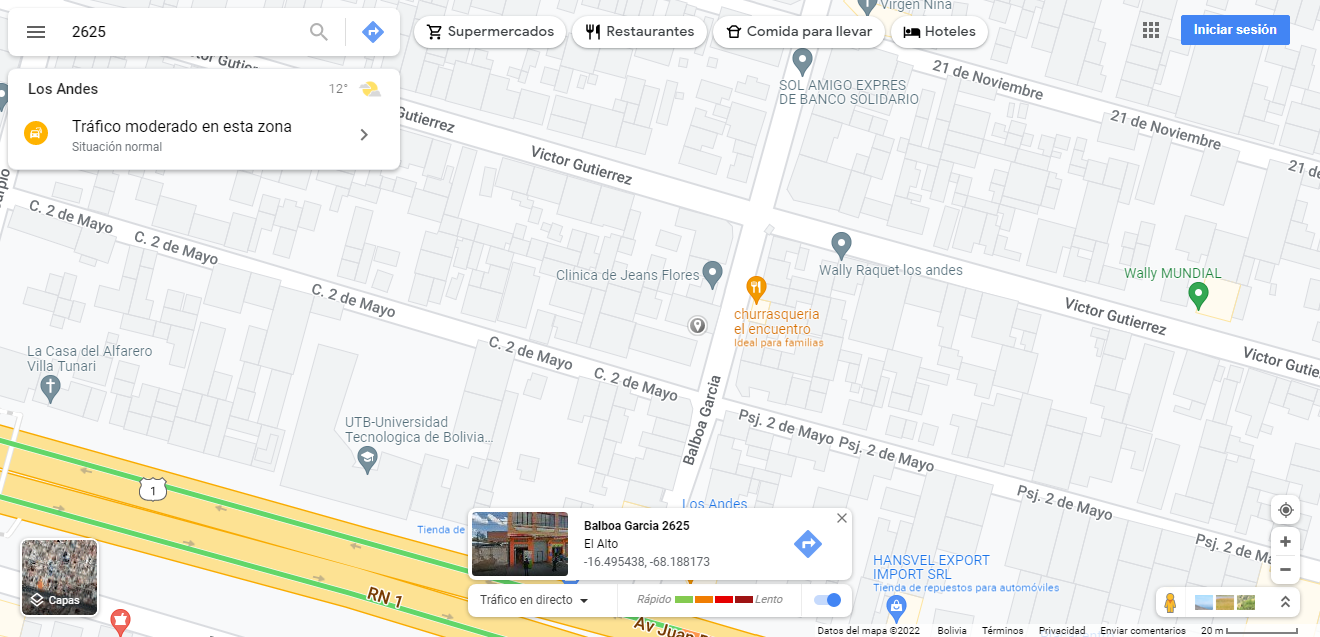 2625
Supermercados
Restaurantes
Comida para llevar
Hoteles
Iniciar sesión
Virgen Niña
Los Andes
12°
Tráfico moderado en esta zona
Situación normal
Gutierrez
Victor Gutierrez
SOL AMIGO EXPRES
DE BANCO SOLIDARIO
21 de Noviembre
21 de Noviembre
21 de
C. 2 de Mayo
C. 2 de Mayo
C. 2 de Mayo
C. 2 de Mayo
C. 2 de Mayo
Clinica de Jeans Flores
Wally Raquet los andes
Wally MUNDIAL
churrasqueria
el encuentro
Ideal para familias
Victor Gutierrez
Victor Gutierrez
La Casa del Alfarero
Villa Tunari
UTB-Universidad
Tecnologica de Bolivia...
Balboa Garcia
Psj. 2 de Mayo
Psj. 2 de Mayo
Psj. 2 de Mayo
Psj. 2 de Ma
1
Los Andes
Tienda de
Balboa Garcia 2625
El Alto
-16.495438, -68.188173
HANSVEL EXPORT
IMPORT SRL
Tienda de repuestos para automóviles
Capas
RN 1
Av Juan
Tráfico en directo
Rápido
Lento
Datos del mapa ©2022
Bolivia
Términos
Privacidad
Enviar comentarios
20 m